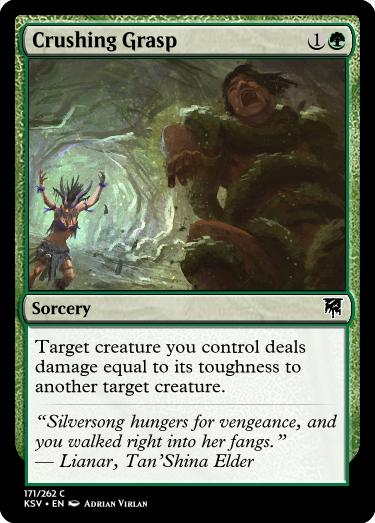 Crushing Grasp 1
Sorcery
Target creature you control deals
damage equal to its toughness to
another target creature.
“Silversong hungers for vengeance, and
you walked right into her fangs.”
— Lianar, Tan’Shina Elder
171/262 C
KSV • EN Adrian Virlan